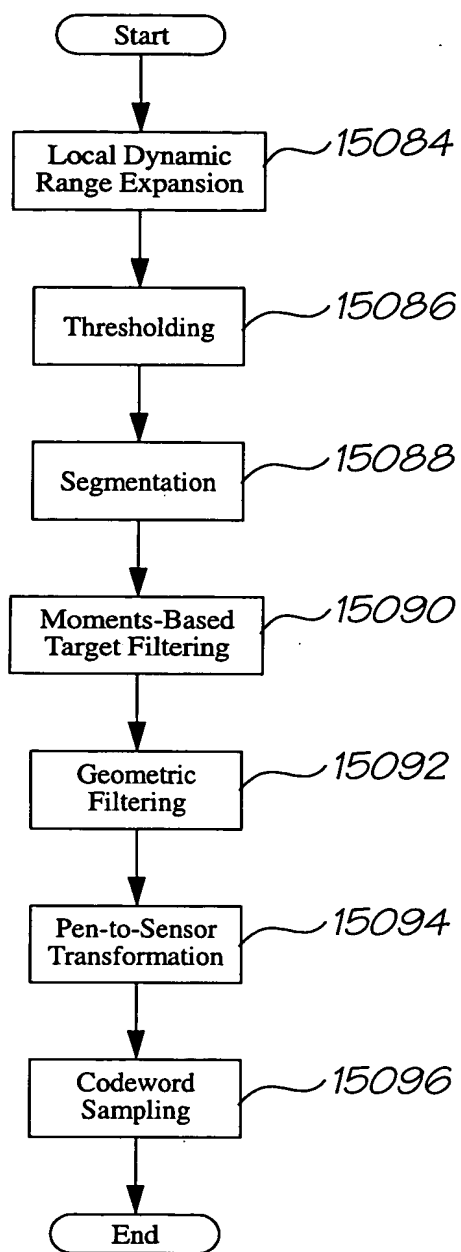 Start
Local Dynamic
Range Expansion
15084
Thresholding
15086
Segmentation
15088
Moments-Based
Target Filtering
15090
Geometric
Filtering
15092
Pen-to-Sensor
Transformation
15094
Codeword
Sampling
15096
End